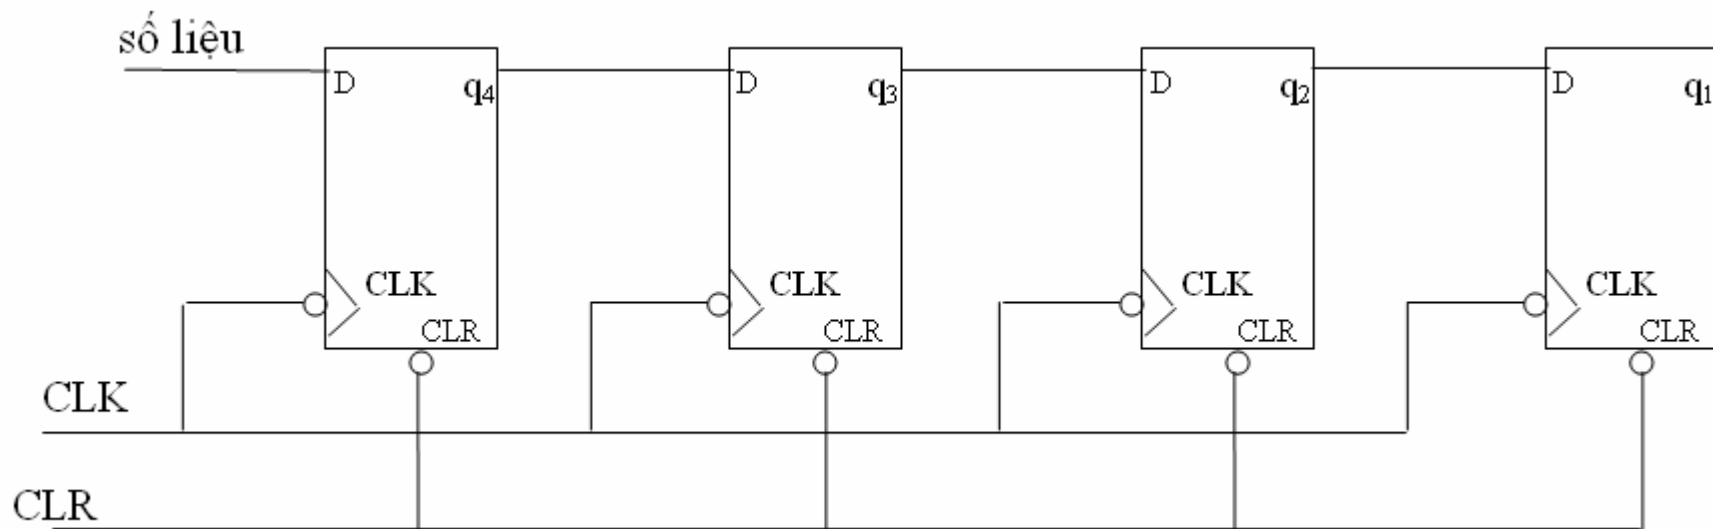 số liệu
D q₄ D q₃ D q₂ D q₁
CLK CLK CLK CLK
CLR CLR CLR CLR
CLK
CLR